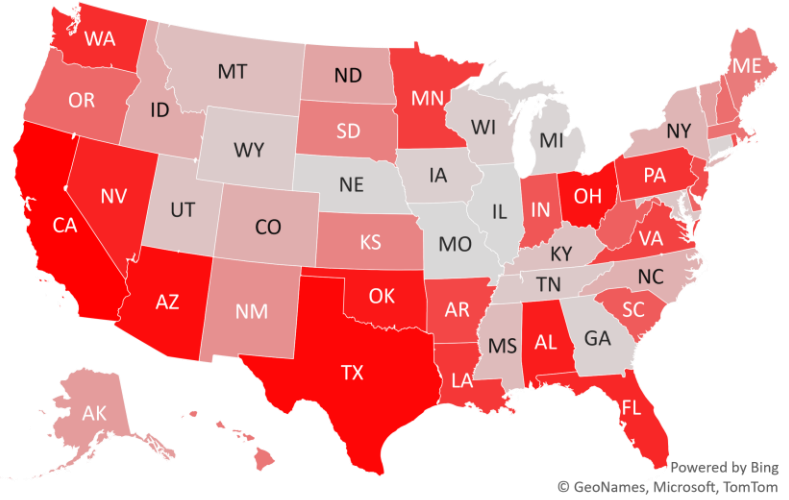 WA
MT
ND
MN
ME
OR
ID
SD
WI
MI
NY
WY
NV
UT
NE
IA
PA
CA
CO
IL
IN
OH
KS
MO
KY
VA
AZ
NM
OK
AR
TN
NC
SC
TX
LA
MS
AL
GA
AK
FL
Powered by Bing
© GeoNames, Microsoft, TomTom